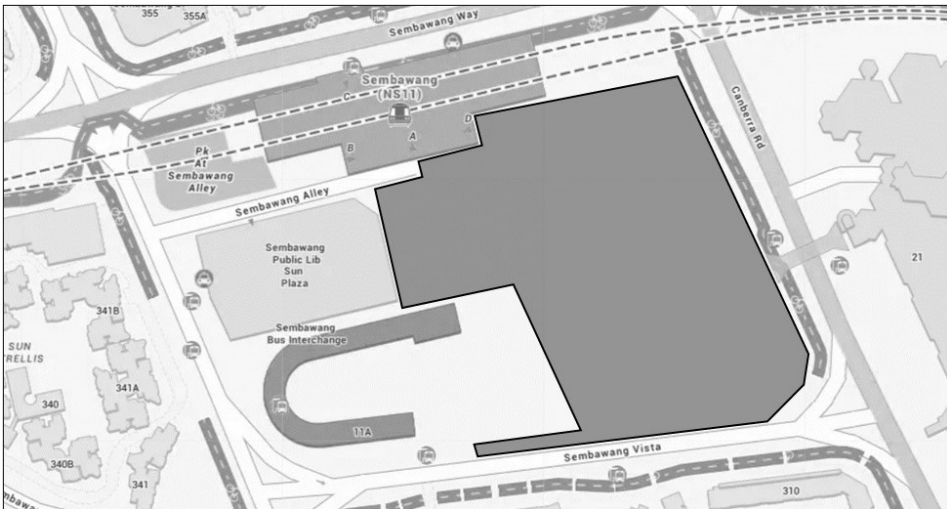 355
355A
Sembawang Way
Sembawang
(NS11)
C
D
A
B
Canberra Rd
Pk
At
Sembawang
Alley
Sembawang Alley
Sembawang
Public Lib
Sun
Plaza
21
341B
Sembawang
Bus Interchange
SUN
TRELLIS
341A
340
11A
340B
341
Sembawang Vista
310